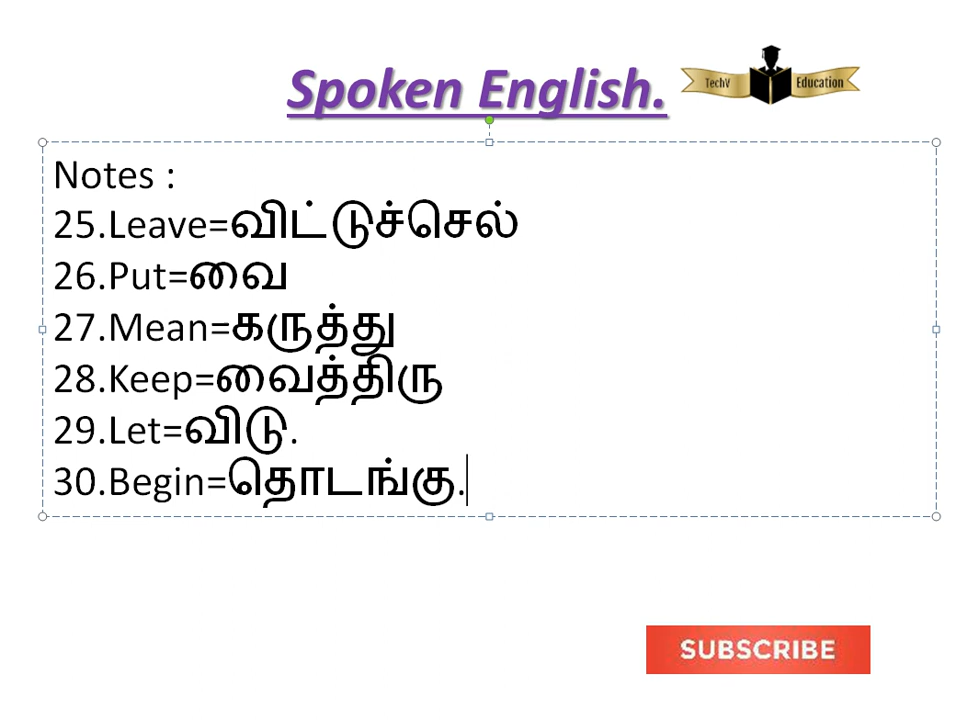 Spoken English.
TechV Education
Notes :
25.Leave=விட்டுச்செல்
26.Put=வை
27.Mean=கருத்து
28.Keep=வைத்திரு
29.Let=விடு.
30.Begin=தொடங்கு.
SUBSCRIBE